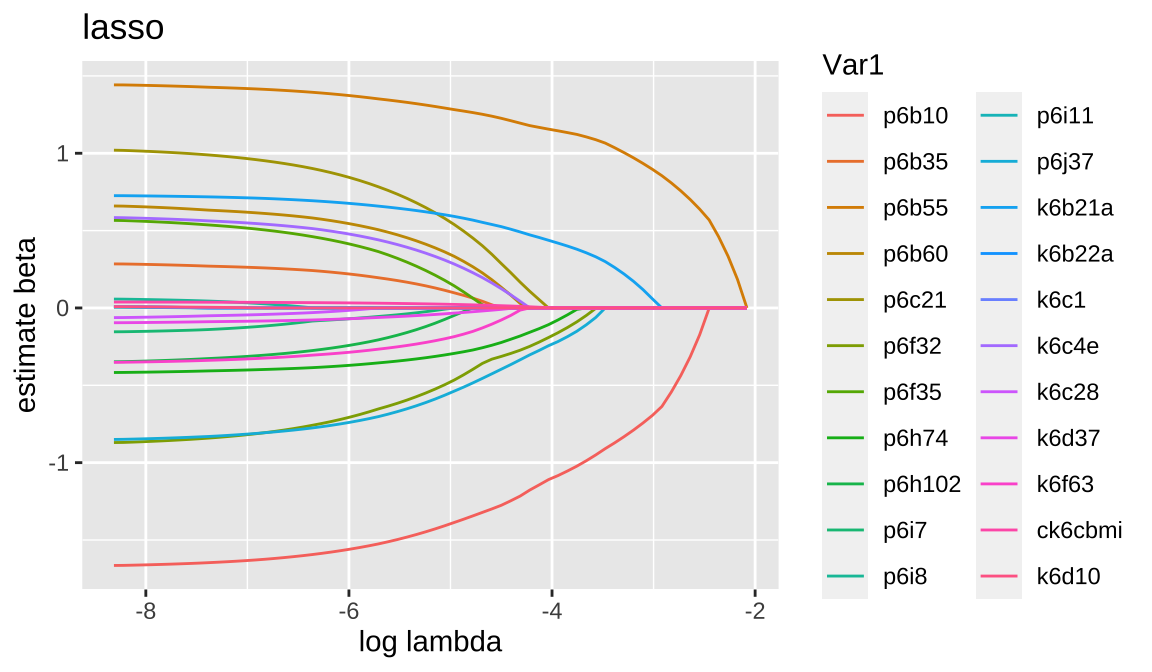 lasso
estimate beta
1
0
-1
-8
-6
-4
-2
log lambda
Var1
p6b10
p6b35
p6b55
p6b60
p6c21
p6f32
p6f35
p6h74
p6h102
p6i7
p6i8
p6i11
p6j37
k6b21a
k6b22a
k6c1
k6c4e
k6c28
k6d37
k6f63
ck6cbmi
k6d10